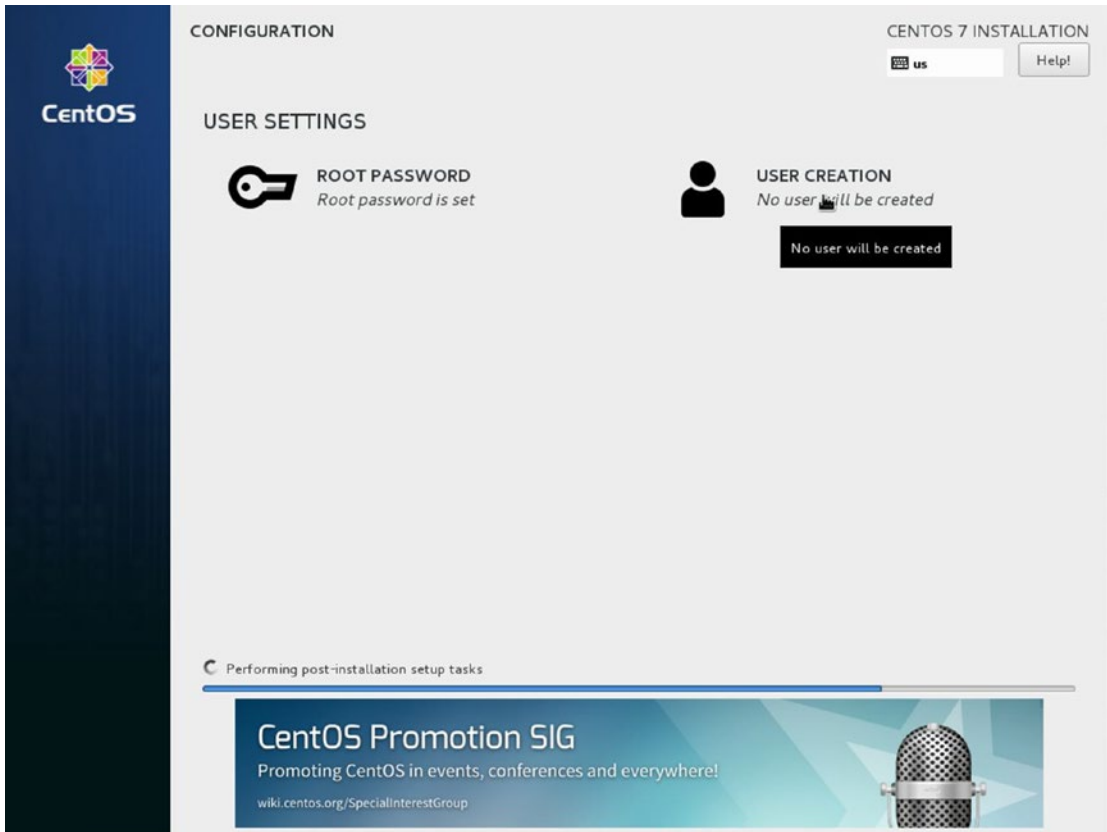 CONFIGURATION
CENTOS 7 INSTALLATION
us
Help!
CentOS
USER SETTINGS
ROOT PASSWORD
Root password is set
USER CREATION
No user will be created
No user will be created
Performing post-installation setup tasks
CentOS Promotion SIG
Promoting CentOS in events, conferences and everywhere!
wiki.centos.org/SpecialInterestGroup